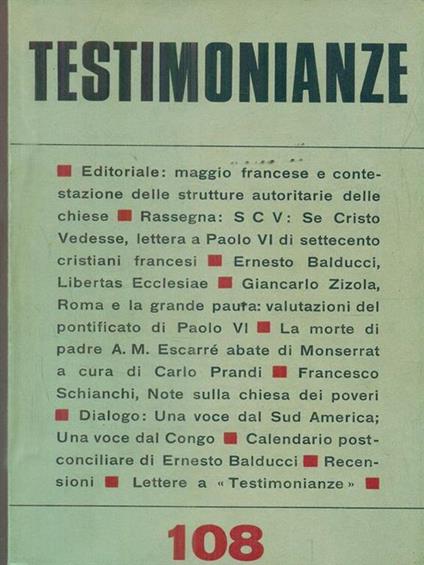 TESTIMONIANZE
■ Editoriale: maggio francese e conte-
stazione delle strutture autoritarie delle
chiese ■ Rassegna: S C V: Se Cristo
Vedesse, lettera a Paolo VI di settecento
cristiani francesi ■ Ernesto Balducci,
Libertas Ecclesiae ■ Giancarlo Zizola,
Roma e la grande paura: valutazioni del
pontificato di Paolo VI ■ La morte di
padre A. M. Escarré abate di Monserrat
a cura di Carlo Prandi ■ Francesco
Schianchi, Note sulla chiesa dei poveri
■ Dialogo: Una voce dal Sud America;
Una voce dal Congo ■ Calendario post-
conciliare di Ernesto Balducci ■ Recen-
sioni ■ Lettere a « Testimonianze » ■
108